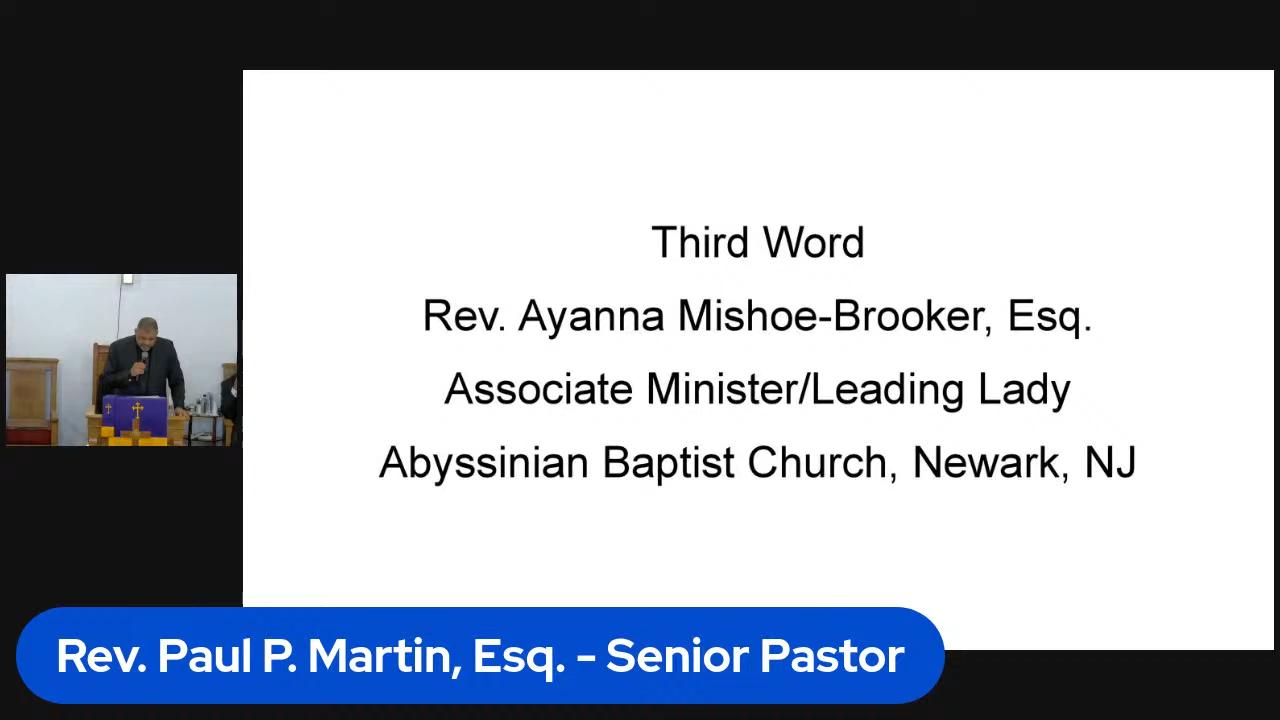 Third Word
Rev. Ayanna Mishoe-Brooker, Esq.
Associate Minister/Leading Lady
Abyssinian Baptist Church, Newark, NJ
Rev. Paul P. Martin, Esq. - Senior Pastor